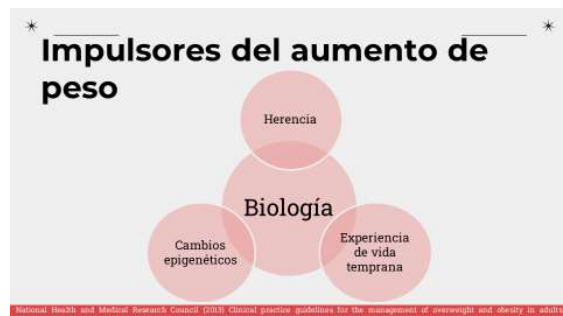 Impulsores del aumento de
peso
Herencia
Biología
Cambios
epigenéticos
Experiencia
de vida
temprana
National Health and Medical Research Council (2013) Clinical practice guidelines for the management of overweight and obesity in adults